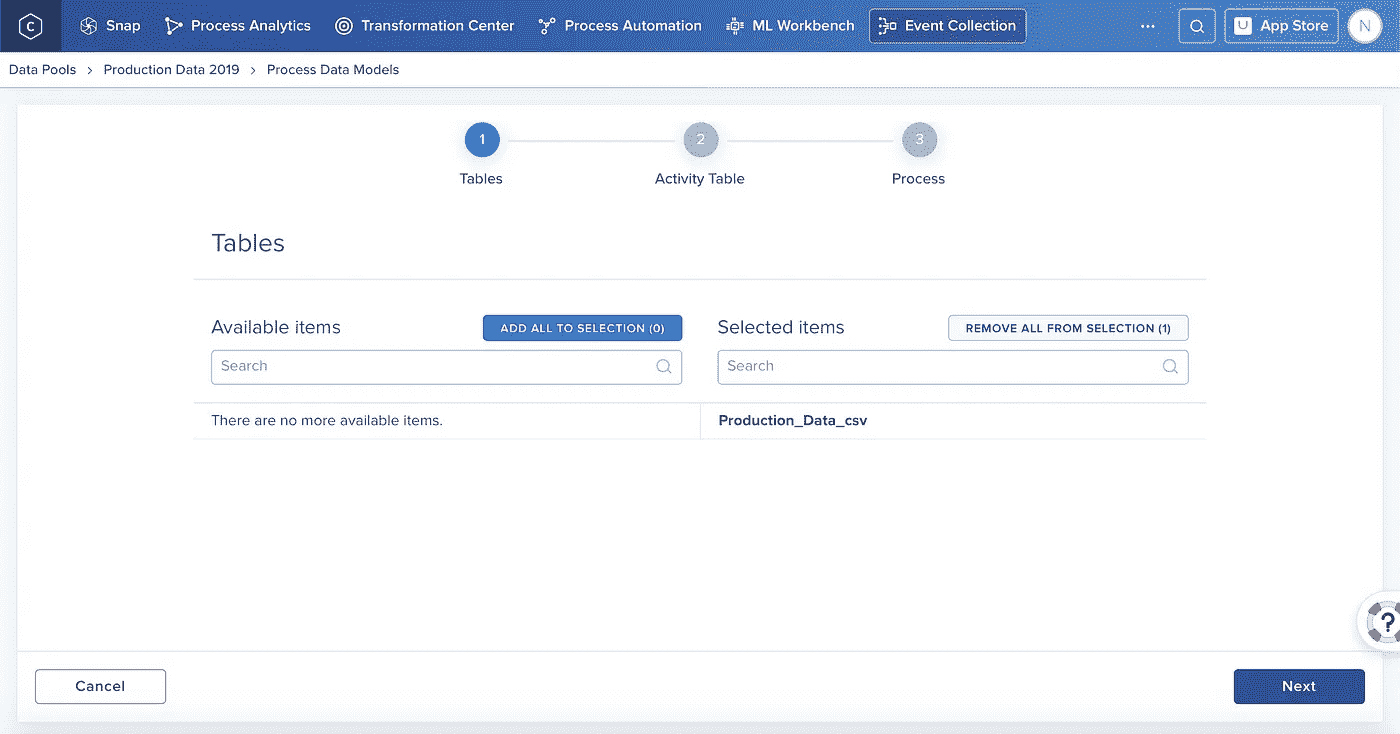 C Snap Process Analytics Transformation Center Process Automation ML Workbench Event Collection ... U App Store N
Data Pools > Production Data 2019 > Process Data Models
1 2 3
Tables Activity Table Process
Tables
Available items ADD ALL TO SELECTION (0) Selected items REMOVE ALL FROM SELECTION (1)
Search Search
There are no more available items. Production_Data_csv
?
Cancel Next